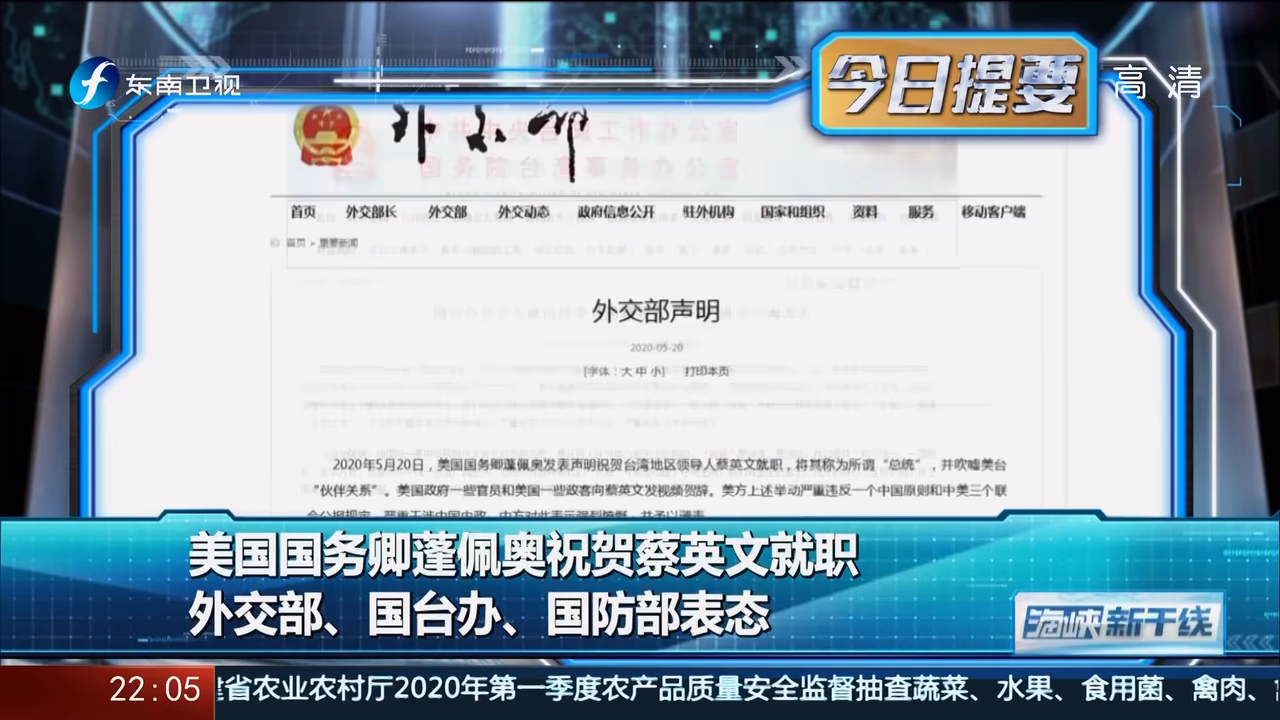 东南卫视
今日提要
高清
外交部
首页 外交部长 外交部 外交动态 政府信息公开 驻外机构 国家和组织 资料 服务 移动客户端
首页 > 重要新闻
外交部声明
2020-05-20
[字体：大 中 小] 打印本页
2020年5月20日，美国国务卿蓬佩奥发表声明祝贺台湾地区领导人蔡英文就职，将其称为所谓“总统”，并吹嘘美台
“伙伴关系”。美国政府一些官员和美国一些政客向蔡英文发视频贺辞。美方上述举动严重违反一个中国原则和中美三个联
美国国务卿蓬佩奥祝贺蔡英文就职
外交部、国台办、国防部表态
海峡新干线
22:05
省农业农村厅2020年第一季度农产品质量安全监督抽查蔬菜、水果、食用菌、禽肉、